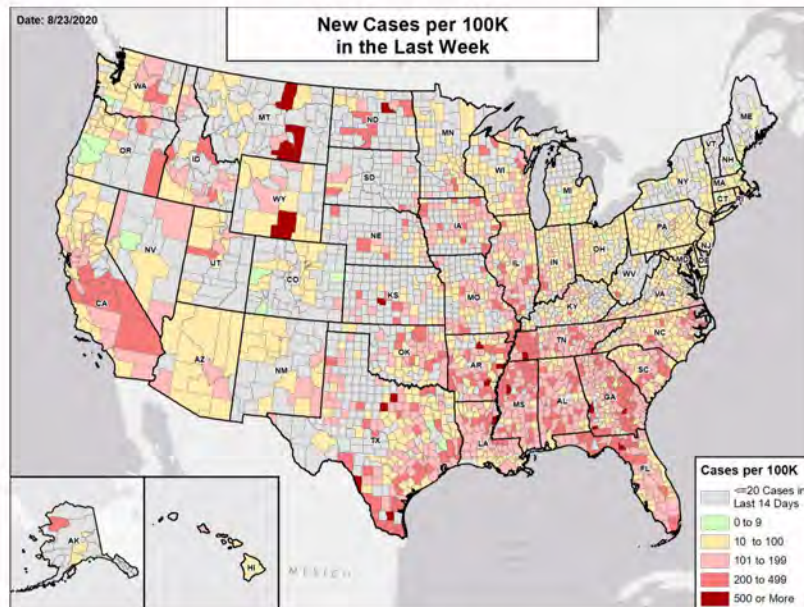 Date: 8/23/2020
New Cases per 100K
in the Last Week
WA
MT
ND
MN
ME
OR
ID
WY
SD
WI
MI
VT
NH
NY
MA
CT
RI
NV
UT
CO
NE
IA
IL
IN
OH
PA
NJ
MD
DE
CA
KS
MO
KY
WV
VA
AZ
NM
OK
AR
TN
NC
SC
TX
LA
MS
AL
GA
FL
AK
HI
MEXICO
Cases per 100K
<=20 Cases in
Last 14 Days
0 to 9
10 to 100
101 to 199
200 to 499
500 or More